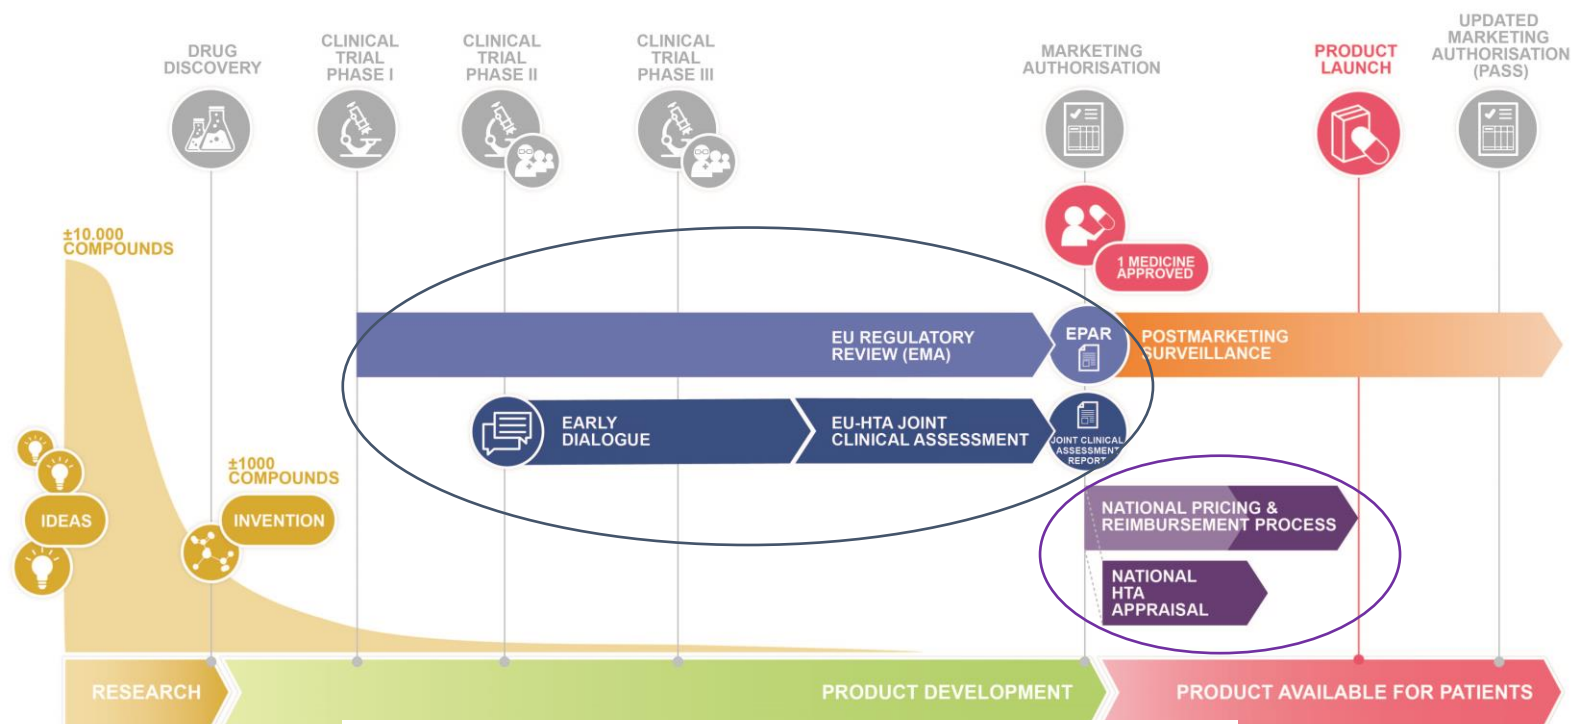 DRUG
DISCOVERY
CLINICAL
TRIAL
PHASE I
CLINICAL
TRIAL
PHASE II
CLINICAL
TRIAL
PHASE III
MARKETING
AUTHORISATION
PRODUCT
LAUNCH
UPDATED
MARKETING
AUTHORISATION
(PASS)
±10.000
COMPOUNDS
1 MEDICINE
APPROVED
EU REGULATORY
REVIEW (EMA)
EPAR
POSTMARKETING
SURVEILLANCE
EARLY
DIALOGUE
EU-HTA JOINT
CLINICAL ASSESSMENT
JOINT CLINICAL
ASSESSMENT
REPORT
±1000
COMPOUNDS
IDEAS
INVENTION
NATIONAL PRICING &
REIMBURSEMENT PROCESS
NATIONAL
HTA
APPRAISAL
RESEARCH
PRODUCT DEVELOPMENT
PRODUCT AVAILABLE FOR PATIENTS